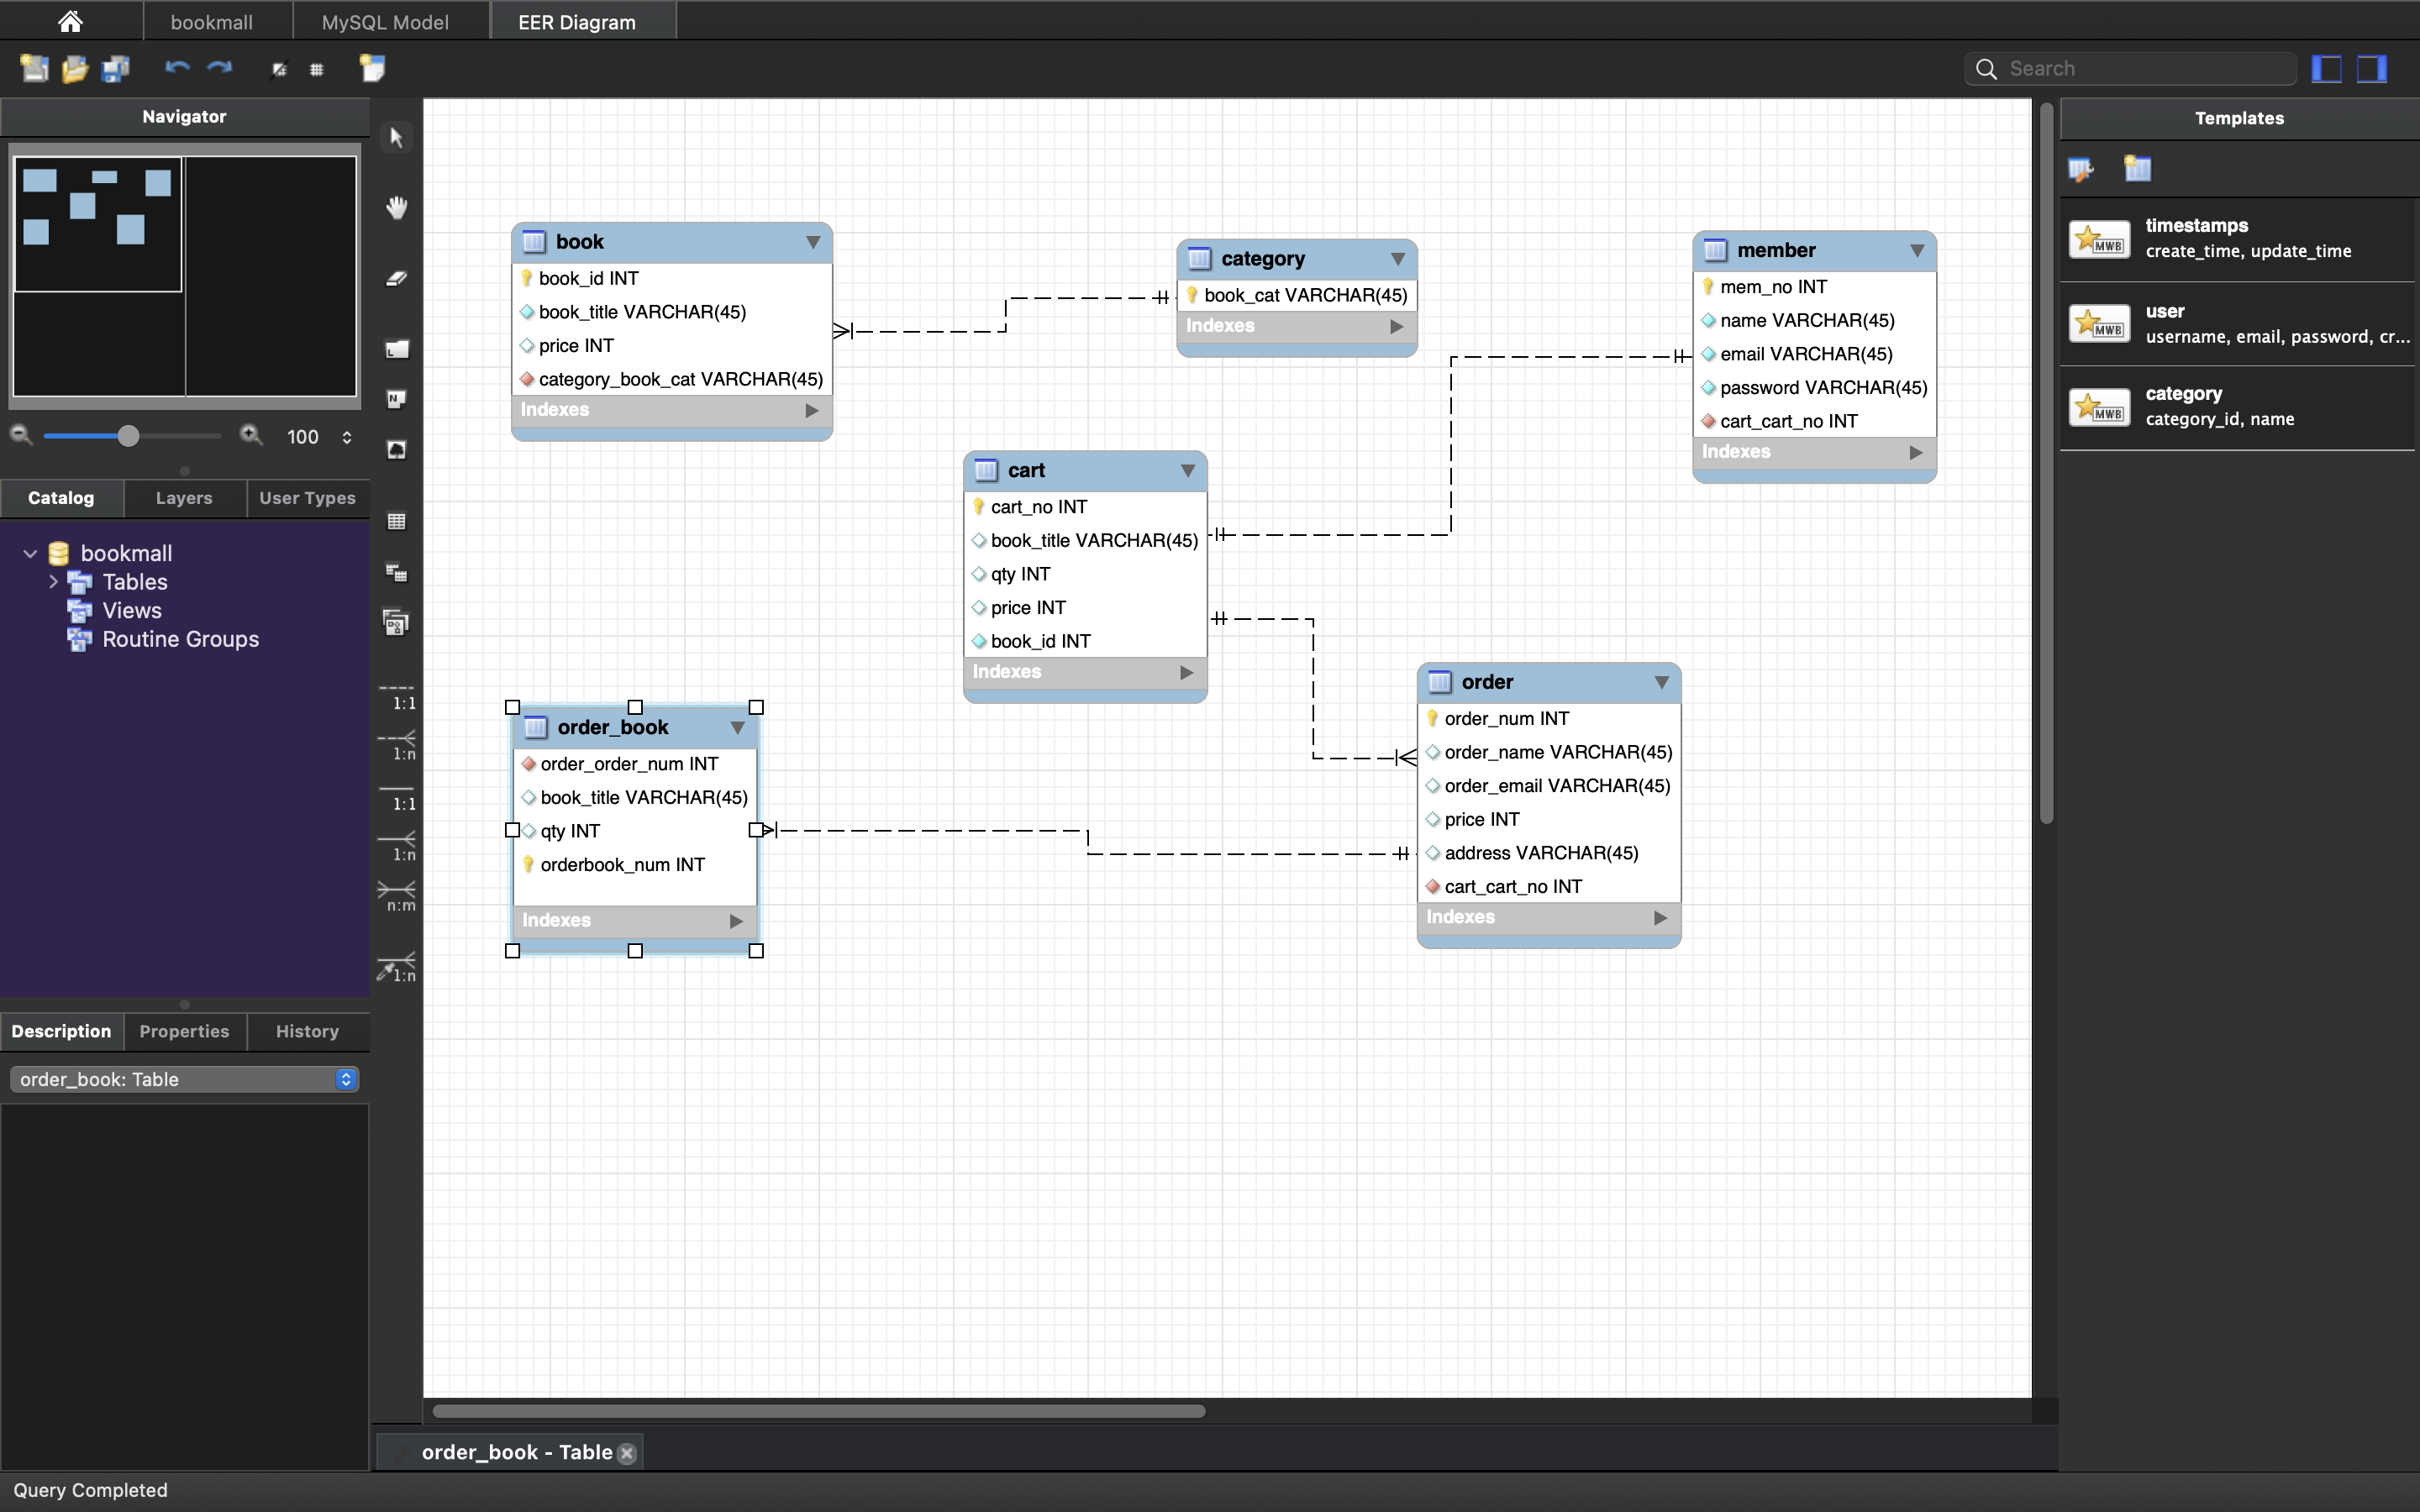 bookmall
MySQL Model
EER Diagram
Search
Navigator
100
Catalog
Layers
User Types
bookmall
Tables
Views
Routine Groups
Description
Properties
History
order_book: Table
L
N
1:1
1:n
1:1
1:n
n:m
1:n
book
book_id INT
book_title VARCHAR(45)
price INT
category_book_cat VARCHAR(45)
Indexes
category
book_cat VARCHAR(45)
Indexes
member
mem_no INT
name VARCHAR(45)
email VARCHAR(45)
password VARCHAR(45)
cart_cart_no INT
Indexes
cart
cart_no INT
book_title VARCHAR(45)
qty INT
price INT
book_id INT
Indexes
order_book
order_order_num INT
book_title VARCHAR(45)
qty INT
orderbook_num INT
Indexes
order
order_num INT
order_name VARCHAR(45)
order_email VARCHAR(45)
price INT
address VARCHAR(45)
cart_cart_no INT
Indexes
Templates
MWB
timestamps
create_time, update_time
MWB
user
username, email, password, cr...
MWB
category
category_id, name
order_book - Table
Query Completed